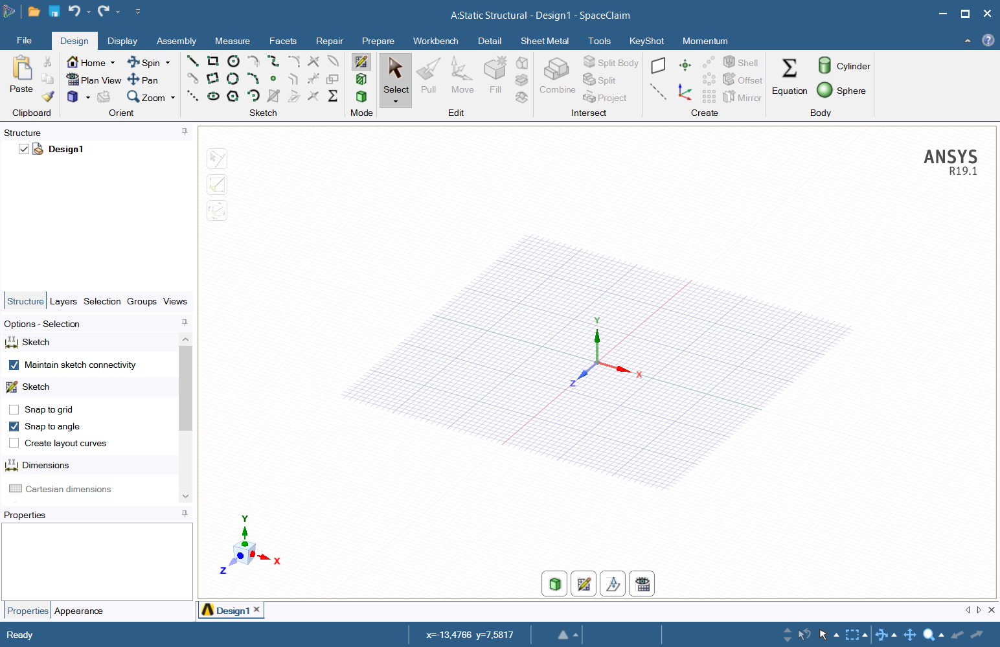 A:Static Structural - Design1 - SpaceClaim
File Design Display Assembly Measure Facets Repair Prepare Workbench Detail Sheet Metal Tools KeyShot Momentum
Home Spin Split Body Shell Cylinder
Plan View Pan Split Offset
Paste Select Pull Move Fill Combine Equation Sphere
Zoom Project Mirror
Clipboard Orient Sketch Mode Edit Intersect Create Body
Structure
Design1
ANSYS
R19.1
Structure Layers Selection Groups Views
Options - Selection
Sketch
Maintain sketch connectivity
Sketch
Snap to grid
Snap to angle
Create layout curves
Dimensions
Cartesian dimensions
Properties
Y
X
Z
Y
X
Z
Properties Appearance
Design1
Ready
x=-13,4766 y=7,5817